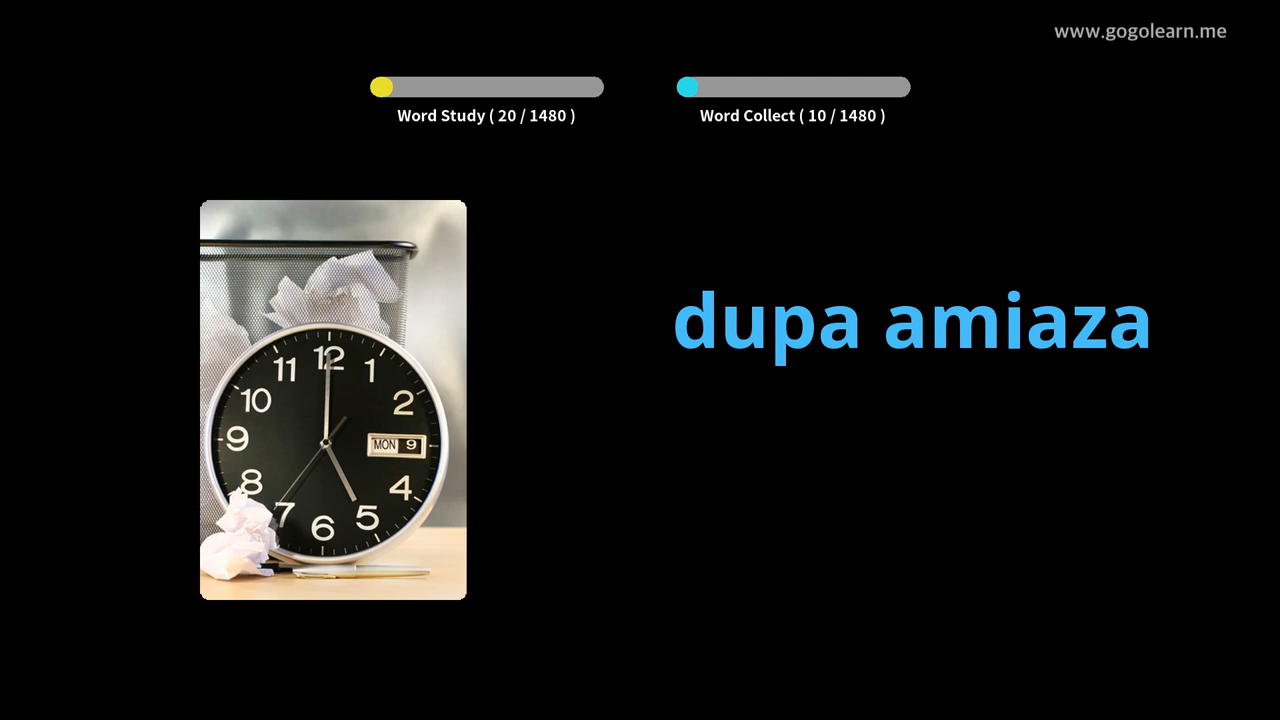 www.gogolearn.me
Word Study ( 20 / 1480 )
Word Collect ( 10 / 1480 )
dupa amiaza
12
11
1
10
2
9
MON 9
8
4
7
5
6